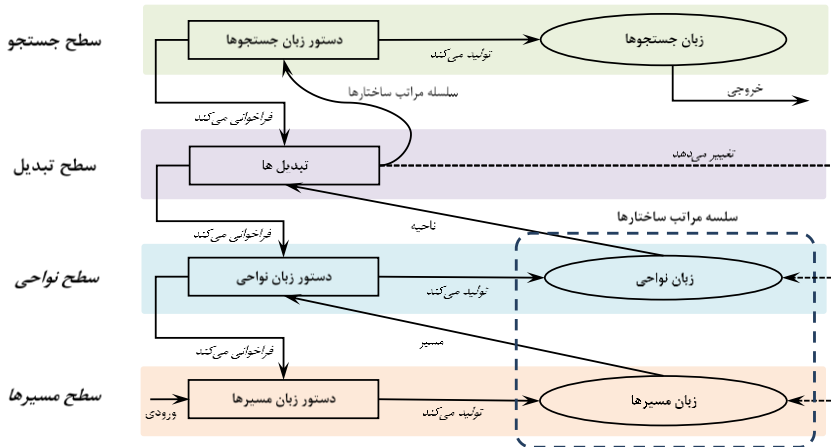 سطح جستجو
دستور زبان جستجوها
تولید می‌کند
زبان جستجوها
خروجی
سلسله مراتب ساختارها
فراخوانی می‌کند
سطح تبدیل
تبدیل ها
تغییر می‌دهد
سلسه مراتب ساختارها
ناحیه
فراخوانی می‌کند
سطح نواحی
دستور زبان نواحی
تولید می‌کند
زبان نواحی
مسیر
فراخوانی می‌کند
سطح مسیرها
ورودی
دستور زبان مسیرها
تولید می‌کند
زبان مسیرها